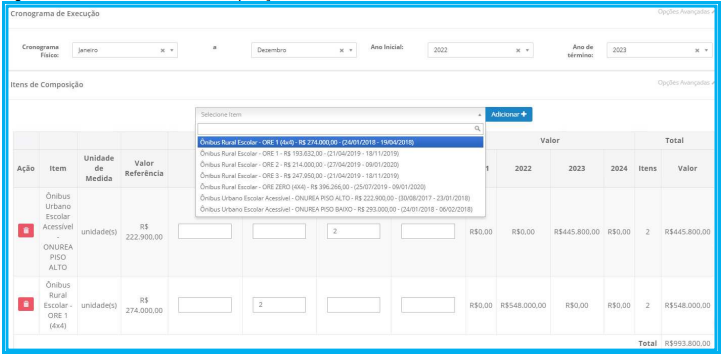 Cronograma de Execução
Opções Avançadas
Cronograma Físico:
Janeiro
a
Dezembro
Ano Inicial:
2022
Ano de término:
2023
Itens de Composição
Opções Avançadas
Selecione Item
Adicionar +
Ônibus Rural Escolar - ORE 1 (4x4) - R$ 274.000,00 - (24/01/2018 - 19/04/2018)
Ônibus Rural Escolar - ORE 1 - R$ 193.632,00 - (21/04/2019 - 18/11/2019)
Ônibus Rural Escolar - ORE 2 - R$ 214.000,00 - (27/04/2019 - 09/01/2020)
Ônibus Rural Escolar - ORE 3 - R$ 247.950,00 - (21/04/2019 - 18/11/2019)
Ônibus Rural Escolar - ORE ZERO (4X4) - R$ 396.266,00 - (25/07/2019 - 09/01/2020)
Ônibus Urbano Escolar Acessível - ONUREA PISO ALTO - R$ 222.900,00 - (30/08/2017 - 23/01/2018)
Ônibus Urbano Escolar Acessível - ONUREA PISO BAIXO - R$ 293.000,00 - (24/01/2018 - 06/02/2018)
Valor
Total
Ação
Item
Unidade de Medida
Valor Referência
1
2022
2023
2024
Itens
Valor
Ônibus Urbano Escolar Acessível - ONUREA PISO ALTO
unidade(s)
R$ 222.900,00
2
R$0,00
R$0,00
R$445.800,00
R$0,00
2
R$445.800,00
Ônibus Rural Escolar - ORE 1 (4x4)
unidade(s)
R$ 274.000,00
2
R$0,00
R$548.000,00
R$0,00
R$0,00
2
R$548.000,00
Total
R$993.800,00